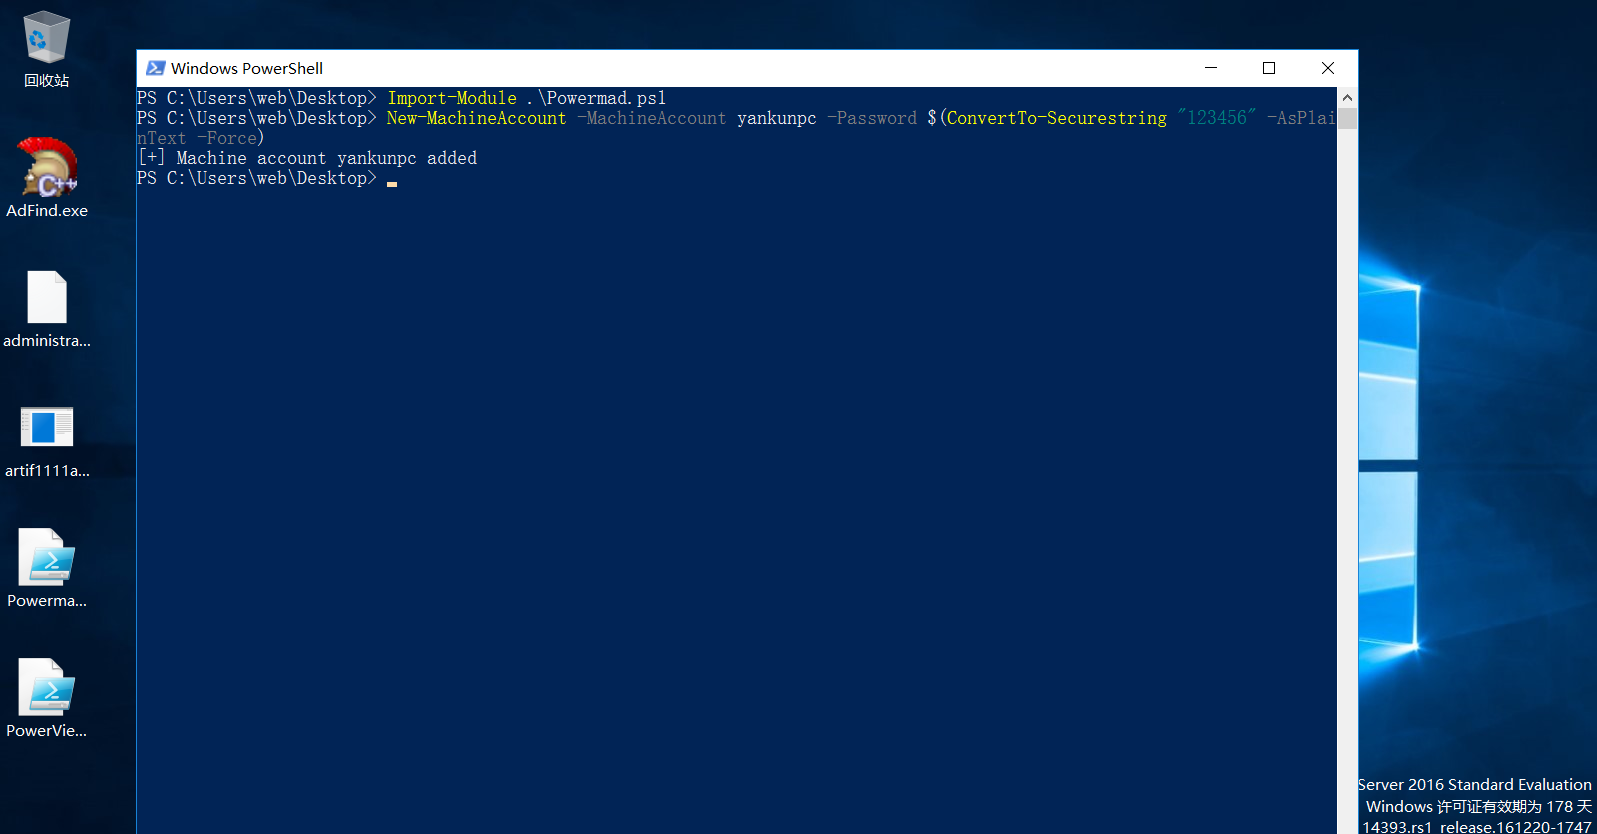 回收站
AdFind.exe
administra...
artif1111a...
Powerma...
PowerVie...
Windows PowerShell
PS C:\Users\web\Desktop> Import-Module .\Powermad.ps1
PS C:\Users\web\Desktop> New-MachineAccount -MachineAccount yankunpc -Password $(ConvertTo-Securestring "123456" -AsPlai
nText -Force)
[+] Machine account yankunpc added
PS C:\Users\web\Desktop>
Server 2016 Standard Evaluation
Windows 许可证有效期为 178 天
14393.rs1_release.161220-1747